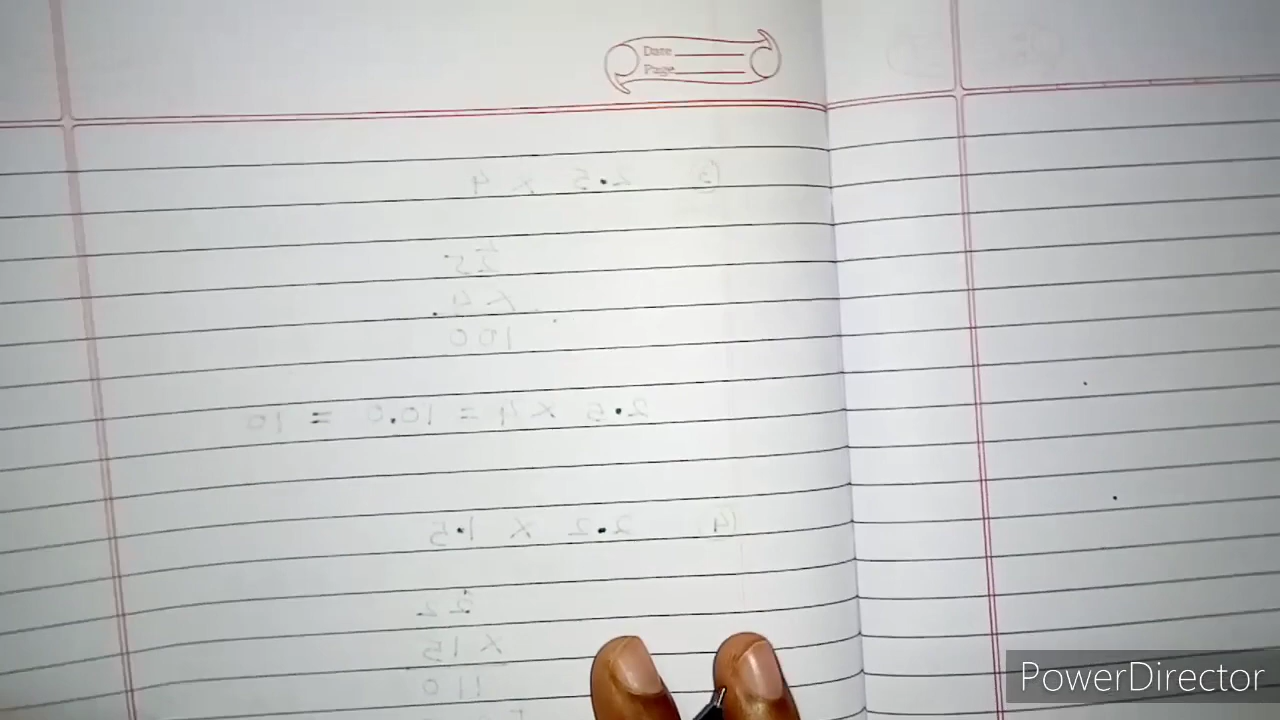 Date
Page
(3) 2.5 × 4
25
× 4
100
2.5 × 4 = 10.0 = 10
(4) 2.2 × 1.5
22
× 15
110
PowerDirector